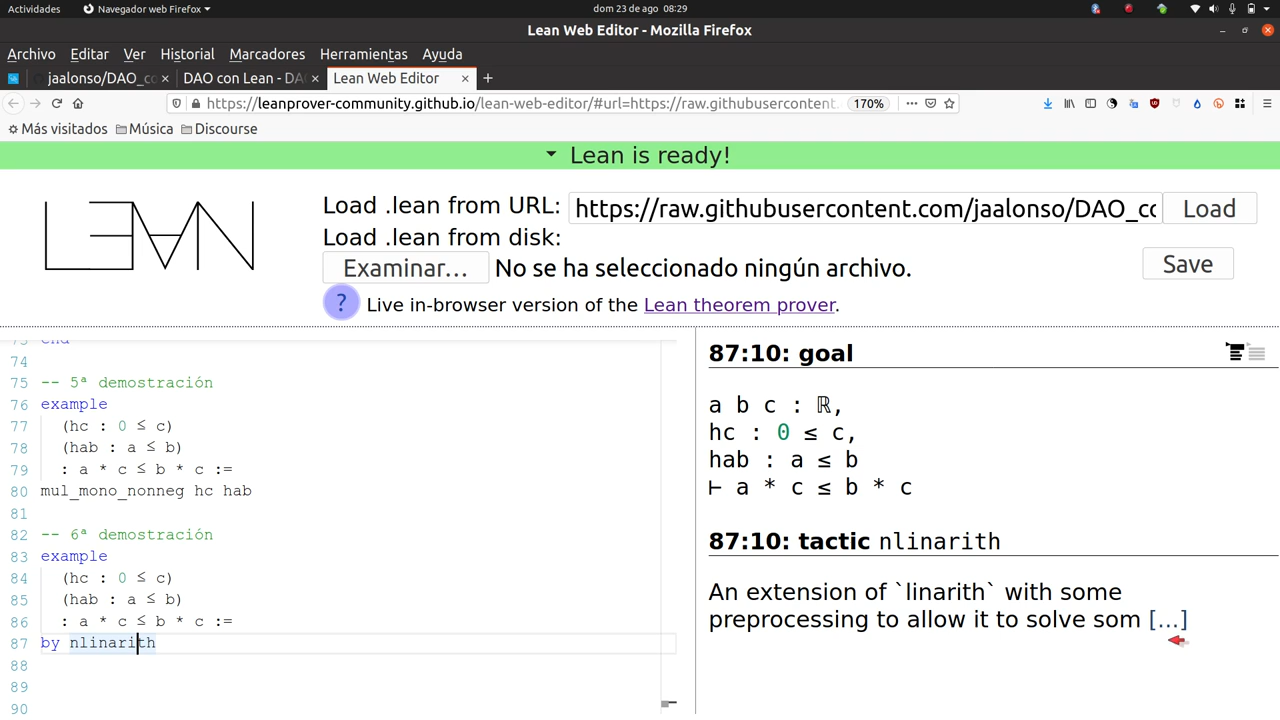 Actividades Navegador web Firefox dom 23 de ago 08:29
Lean Web Editor - Mozilla Firefox
Archivo Editar Ver Historial Marcadores Herramientas Ayuda
jaalonso/DAO_co × DAO con Lean - DA × Lean Web Editor × +
https://leanprover-community.github.io/lean-web-editor/#url=https://raw.githubusercontent. 170%
Más visitados Música Discourse
Lean is ready!
LEAN
Load .lean from URL: https://raw.githubusercontent.com/jaalonso/DAO_co Load
Load .lean from disk:
Examinar... No se ha seleccionado ningún archivo. Save
? Live in-browser version of the Lean theorem prover.
73 end
74
75 -- 5ª demostración
76 example
77 (hc : 0 ≤ c)
78 (hab : a ≤ b)
79 : a * c ≤ b * c :=
80 mul_mono_nonneg hc hab
81
82 -- 6ª demostración
83 example
84 (hc : 0 ≤ c)
85 (hab : a ≤ b)
86 : a * c ≤ b * c :=
87 by nlinarith
88
89
90
87:10: goal
a b c : ℝ,
hc : 0 ≤ c,
hab : a ≤ b
⊢ a * c ≤ b * c
87:10: tactic nlinarith
An extension of `linarith` with some
preprocessing to allow it to solve som [...]